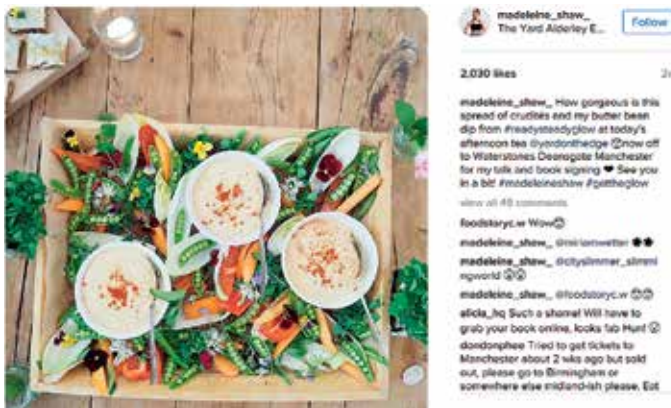 madeleine_shaw_
The Yard Alderley E...
Follow
2,030 likes
madeleine_shaw_ How gorgeous is this
spread of crudites and my butter bean
dip from #readysteadyglow at today's
afternoon tea @yardonthedge 😍now off
to Waterstones Deansgate Manchester
for my talk and book signing ❤ See you
in a bit! #madeleineshaw #gettheglow
view all 49 comments
foodstoryc.w Wow😍
madeleine_shaw_ @miriamwetter
madeleine_shaw_ @cityslimmer_slimmi
ngworld
madeleine_shaw_ @foodstoryc.w
alicia_hq Such a shame! Will have to
grab your book online, looks fab Hun!
dondonphee Tried to get tickets to
Manchester about 2 wks ago but sold
out, please go to Birmingham or
somewhere else midland-ish please. Eat